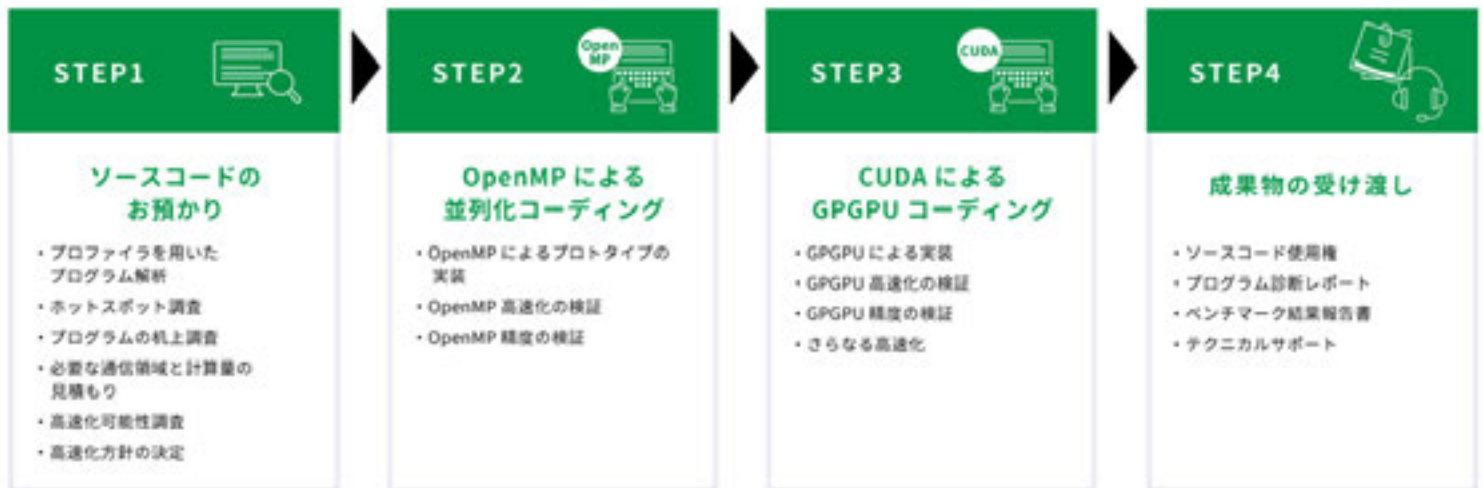 STEP1
ソースコードの
お預かり
・プロファイラを用いた
プログラム解析
・ホットスポット調査
・プログラムの机上調査
・必要な通信領域と計算量の
見積もり
・高速化可能性調査
・高速化方針の決定
Open
MP
STEP2
OpenMP による
並列化コーディング
・OpenMP によるプロトタイプの
実装
・OpenMP 高速化の検証
・OpenMP 精度の検証
CUDA
STEP3
CUDA による
GPGPU コーディング
・GPGPU による実装
・GPGPU 高速化の検証
・GPGPU 精度の検証
・さらなる高速化
STEP4
成果物の受け渡し
・ソースコード使用権
・プログラム診断レポート
・ベンチマーク結果報告書
・テクニカルサポート